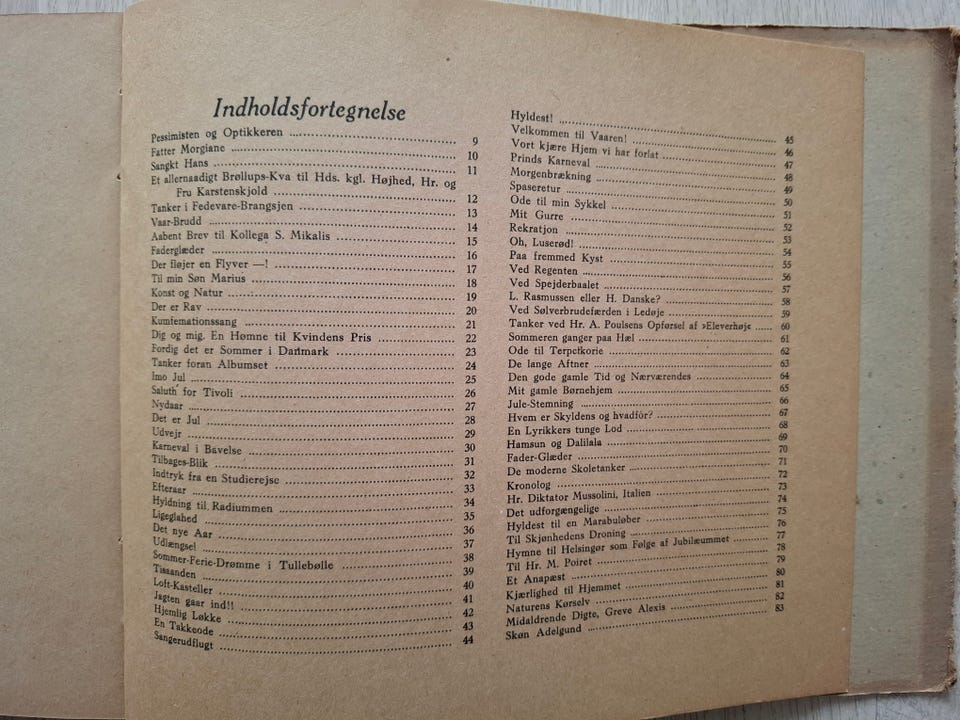 Indholdsfortegnelse
Pessimisten og Optikkeren ........ 9
Fatter Morgiane ........ 10
Sangkt Hans ........ 11
Et allernaadigt Brøllups-Kva til Hds. kgl. Højhed, Hr. og
Fru Karstenskjold ........ 12
Tanker i Fedevare-Brangsjen ........ 13
Vaar-Brudd ........ 14
Aabent Brev til Kollega S. Mikalis ........ 15
Faderglæder ........ 16
Der fløjer en Flyver —! ........ 17
Til min Søn Marius ........ 18
Konst og Natur ........ 19
Der er Rav ........ 20
Kumfemationssang ........ 21
Dig og mig. En Hømne til Kvindens Pris ........ 22
Fordig det er Sommer i Danmark ........ 23
Tanker foran Albumset ........ 24
Imo Jul ........ 25
Saluth for Tivoli ........ 26
Nydaar ........ 27
Det er Jul ........ 28
Udvejr ........ 29
Karneval i Bavelse ........ 30
Tilbages-Blik ........ 31
Indtryk fra en Studierejse ........ 32
Efteraar ........ 33
Hyldning til Radiummen ........ 34
Ligeglahed ........ 35
Det nye Aar ........ 36
Udlængsel ........ 37
Sommer-Ferie-Drømme i Tullebølle ........ 38
Tisaanden ........ 39
Loft-Kasteller ........ 40
Jagten gaar ind!! ........ 41
Hjemlig Løkke ........ 42
En Takkeode ........ 43
Sangerudflugt ........ 44
Hyldest! ........ 45
Velkommen til Vaaren! ........ 46
Vort kjære Hjem vi har forlat ........ 47
Prinds Karneval ........ 48
Morgenbrækning ........ 49
Spaseretur ........ 50
Ode til min Sykkel ........ 51
Mit Gurre ........ 52
Rekratjon ........ 53
Oh, Luserød! ........ 54
Paa fremmed Kyst ........ 55
Ved Regenten ........ 56
Ved Spejderbaalet ........ 57
L. Rasmussen eller H. Danske? ........ 58
Ved Sølverbrudefærden i Ledøje ........ 59
Tanker ved Hr. A. Poulsens Opførsel af »Eleverhøj« ........ 60
Sommeren ganger paa Hæl ........ 61
Ode til Terpetkorie ........ 62
De lange Aftner ........ 63
Den gode gamle Tid og Nærværendes ........ 64
Mit gamle Børnehjem ........ 65
Jule-Stemning ........ 66
Hvem er Skyldens og hvadfór? ........ 67
En Lyrikkers tunge Lod ........ 68
Hamsun og Dalilala ........ 69
Fader-Glæder ........ 70
De moderne Skoletanker ........ 71
Kronolog ........ 72
Hr. Diktator Mussolini, Italien ........ 73
Det udforgængelige ........ 74
Hyldest til en Marabuløber ........ 75
Til Skjønhedens Droning ........ 76
Hymne til Helsingør som Følge af Jubilæummet ........ 77
Til Hr. M. Poiret ........ 78
Et Anapæst ........ 79
Kjærlighed til Hjemmet ........ 80
Naturens Kørselv ........ 81
Midaldrende Digte, Greve Alexis ........ 82
Skøn Adelgund ........ 83